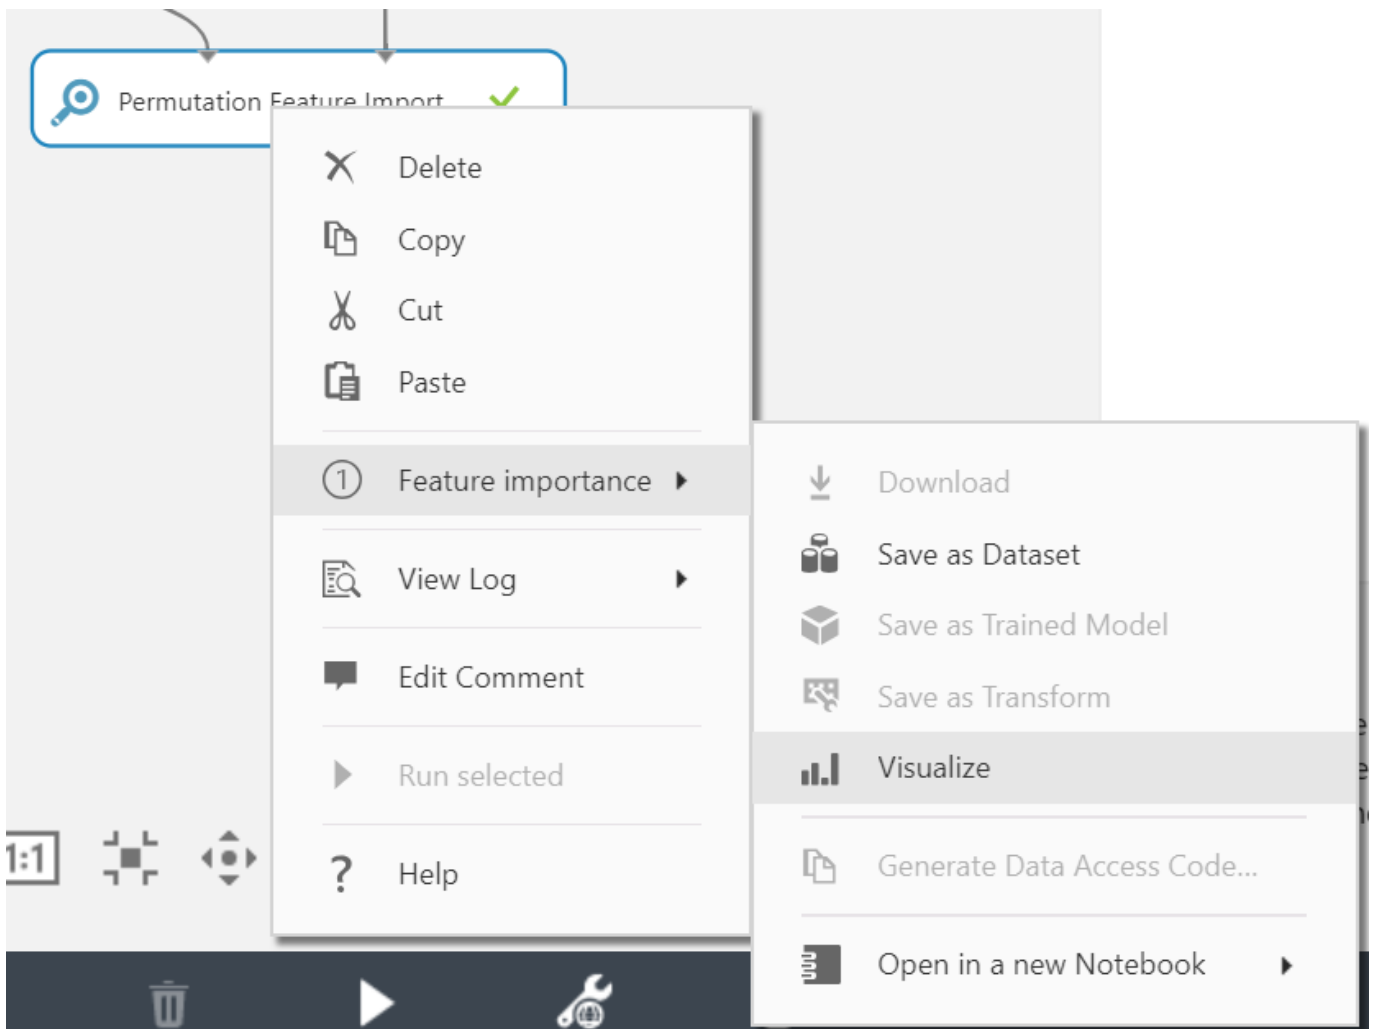 Permutation Feature Import
Delete
Copy
Cut
Paste
1 Feature importance
View Log
Edit Comment
Run selected
? Help
Download
Save as Dataset
Save as Trained Model
Save as Transform
Visualize
Generate Data Access Code...
Open in a new Notebook
1:1